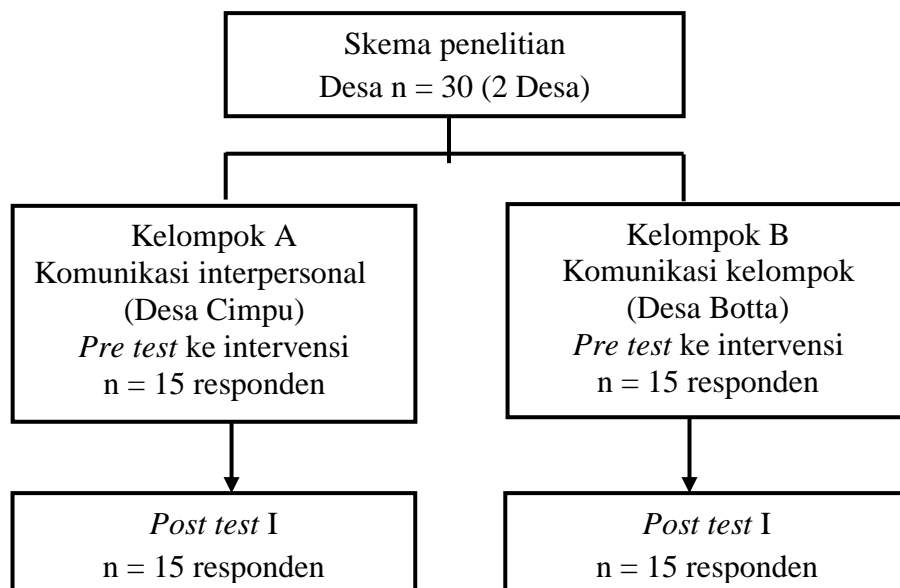 Skema penelitian
Desa n = 30 (2 Desa)
Kelompok A
Komunikasi interpersonal
(Desa Cimpu)
Pre test ke intervensi
n = 15 responden
Kelompok B
Komunikasi kelompok
(Desa Botta)
Pre test ke intervensi
n = 15 responden
Post test I
n = 15 responden
Post test I
n = 15 responden